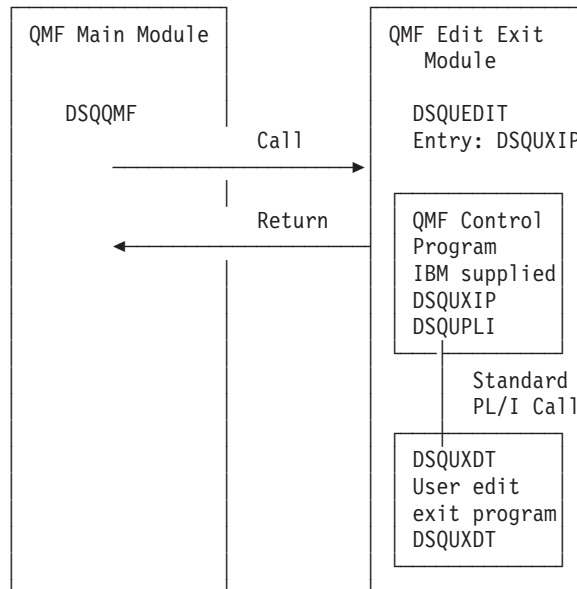 QMF Main Module
DSQQMF
Call
Return
QMF Edit Exit
Module
DSQUEDIT
Entry: DSQUXIP
QMF Control
Program
IBM supplied
DSQUXIP
DSQUPLI
Standard
PL/I Call
DSQUXDT
User edit
exit program
DSQUXDT